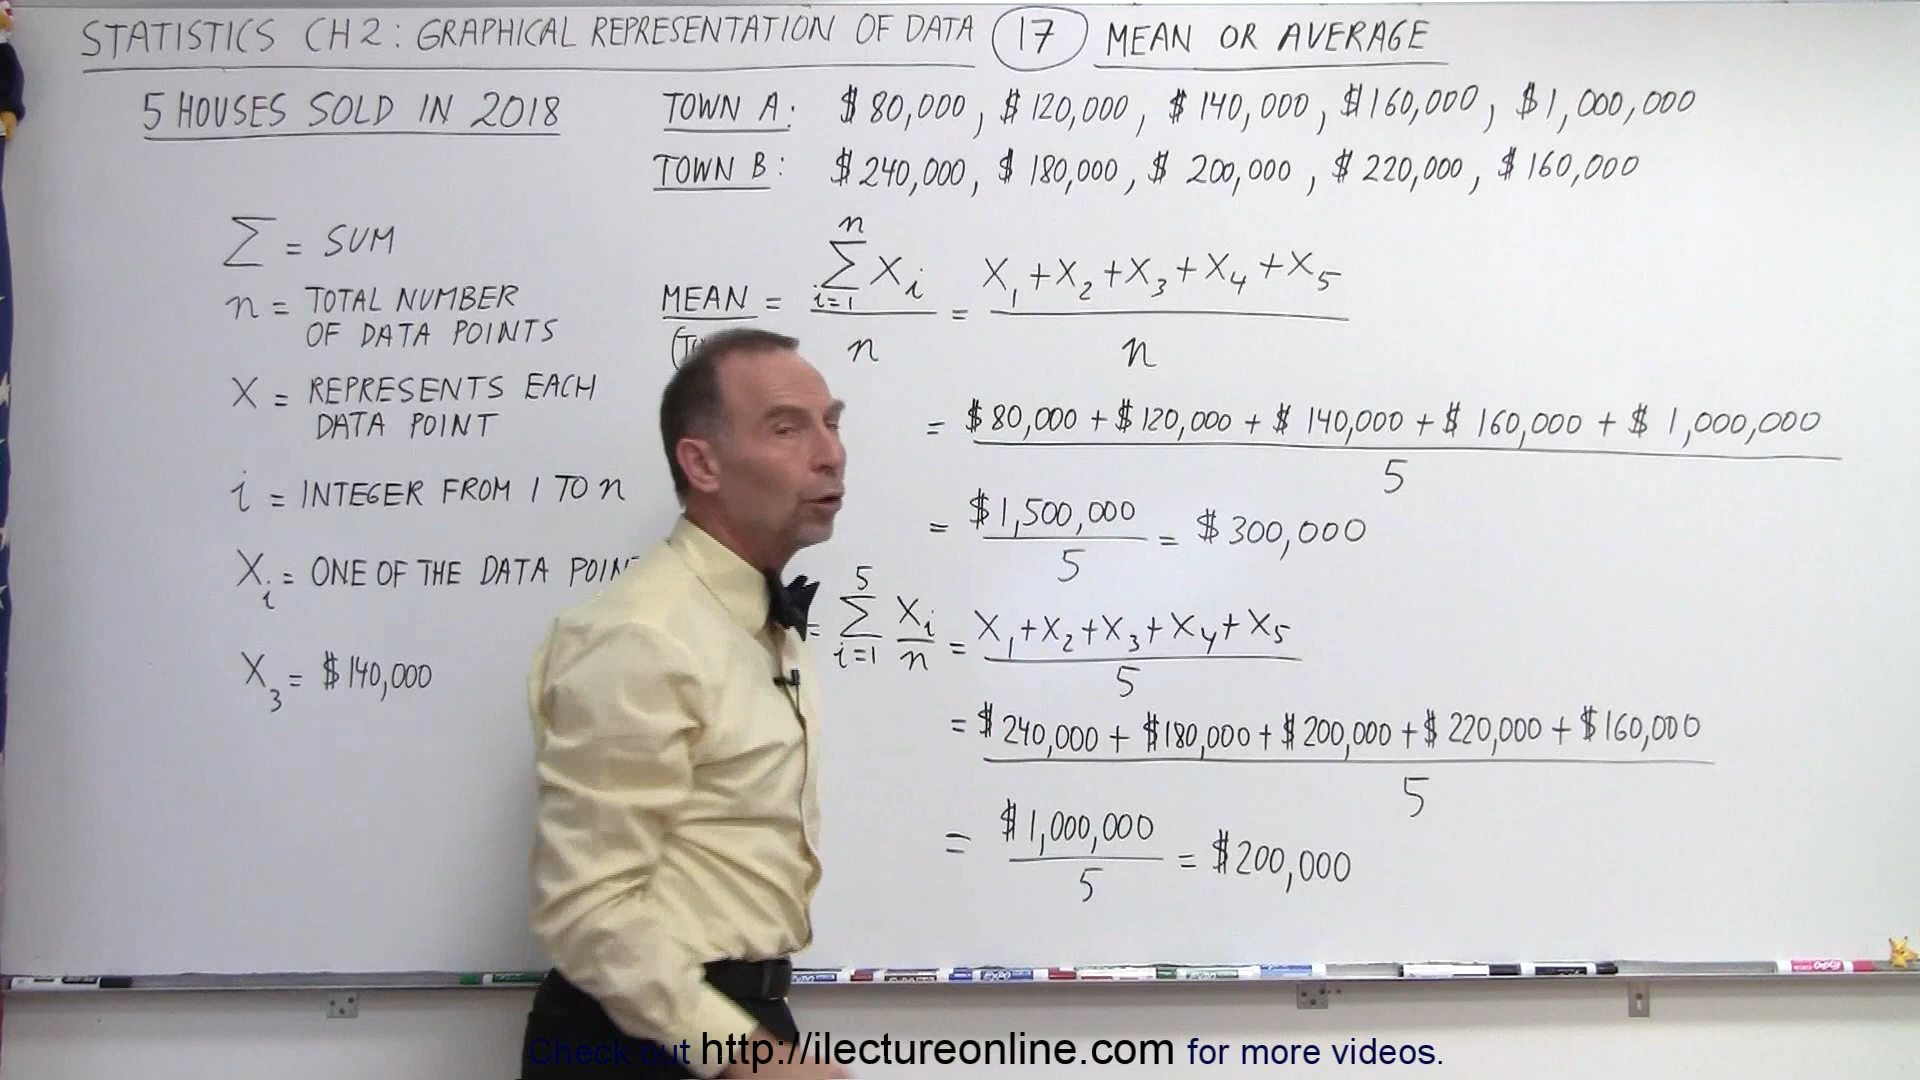 STATISTICS CH 2: GRAPHICAL REPRESENTATION OF DATA 17 MEAN OR AVERAGE
5 HOUSES SOLD IN 2018
TOWN A: $80,000, $120,000, $140,000, $160,000, $1,000,000
TOWN B: $240,000, $180,000, $200,000, $220,000, $160,000
Σ = SUM
n = TOTAL NUMBER
OF DATA POINTS
X = REPRESENTS EACH
DATA POINT
i = INTEGER FROM 1 TO n
Xi = ONE OF THE DATA
X3 = $140,000
n
MEAN = Σ Xi = X1 + X2 + X3 + X4 + X5
i=1
n n
= $80,000 + $120,000 + $140,000 + $160,000 + $1,000,000
5
= $1,500,000 = $300,000
5
5
= Σ Xi = X1 + X2 + X3 + X4 + X5
i=1 n 5
= $240,000 + $180,000 + $200,000 + $220,000 + $160,000
5
= $1,000,000 = $200,000
5
EXPO
Check out http://ilectureonline.com for more videos.